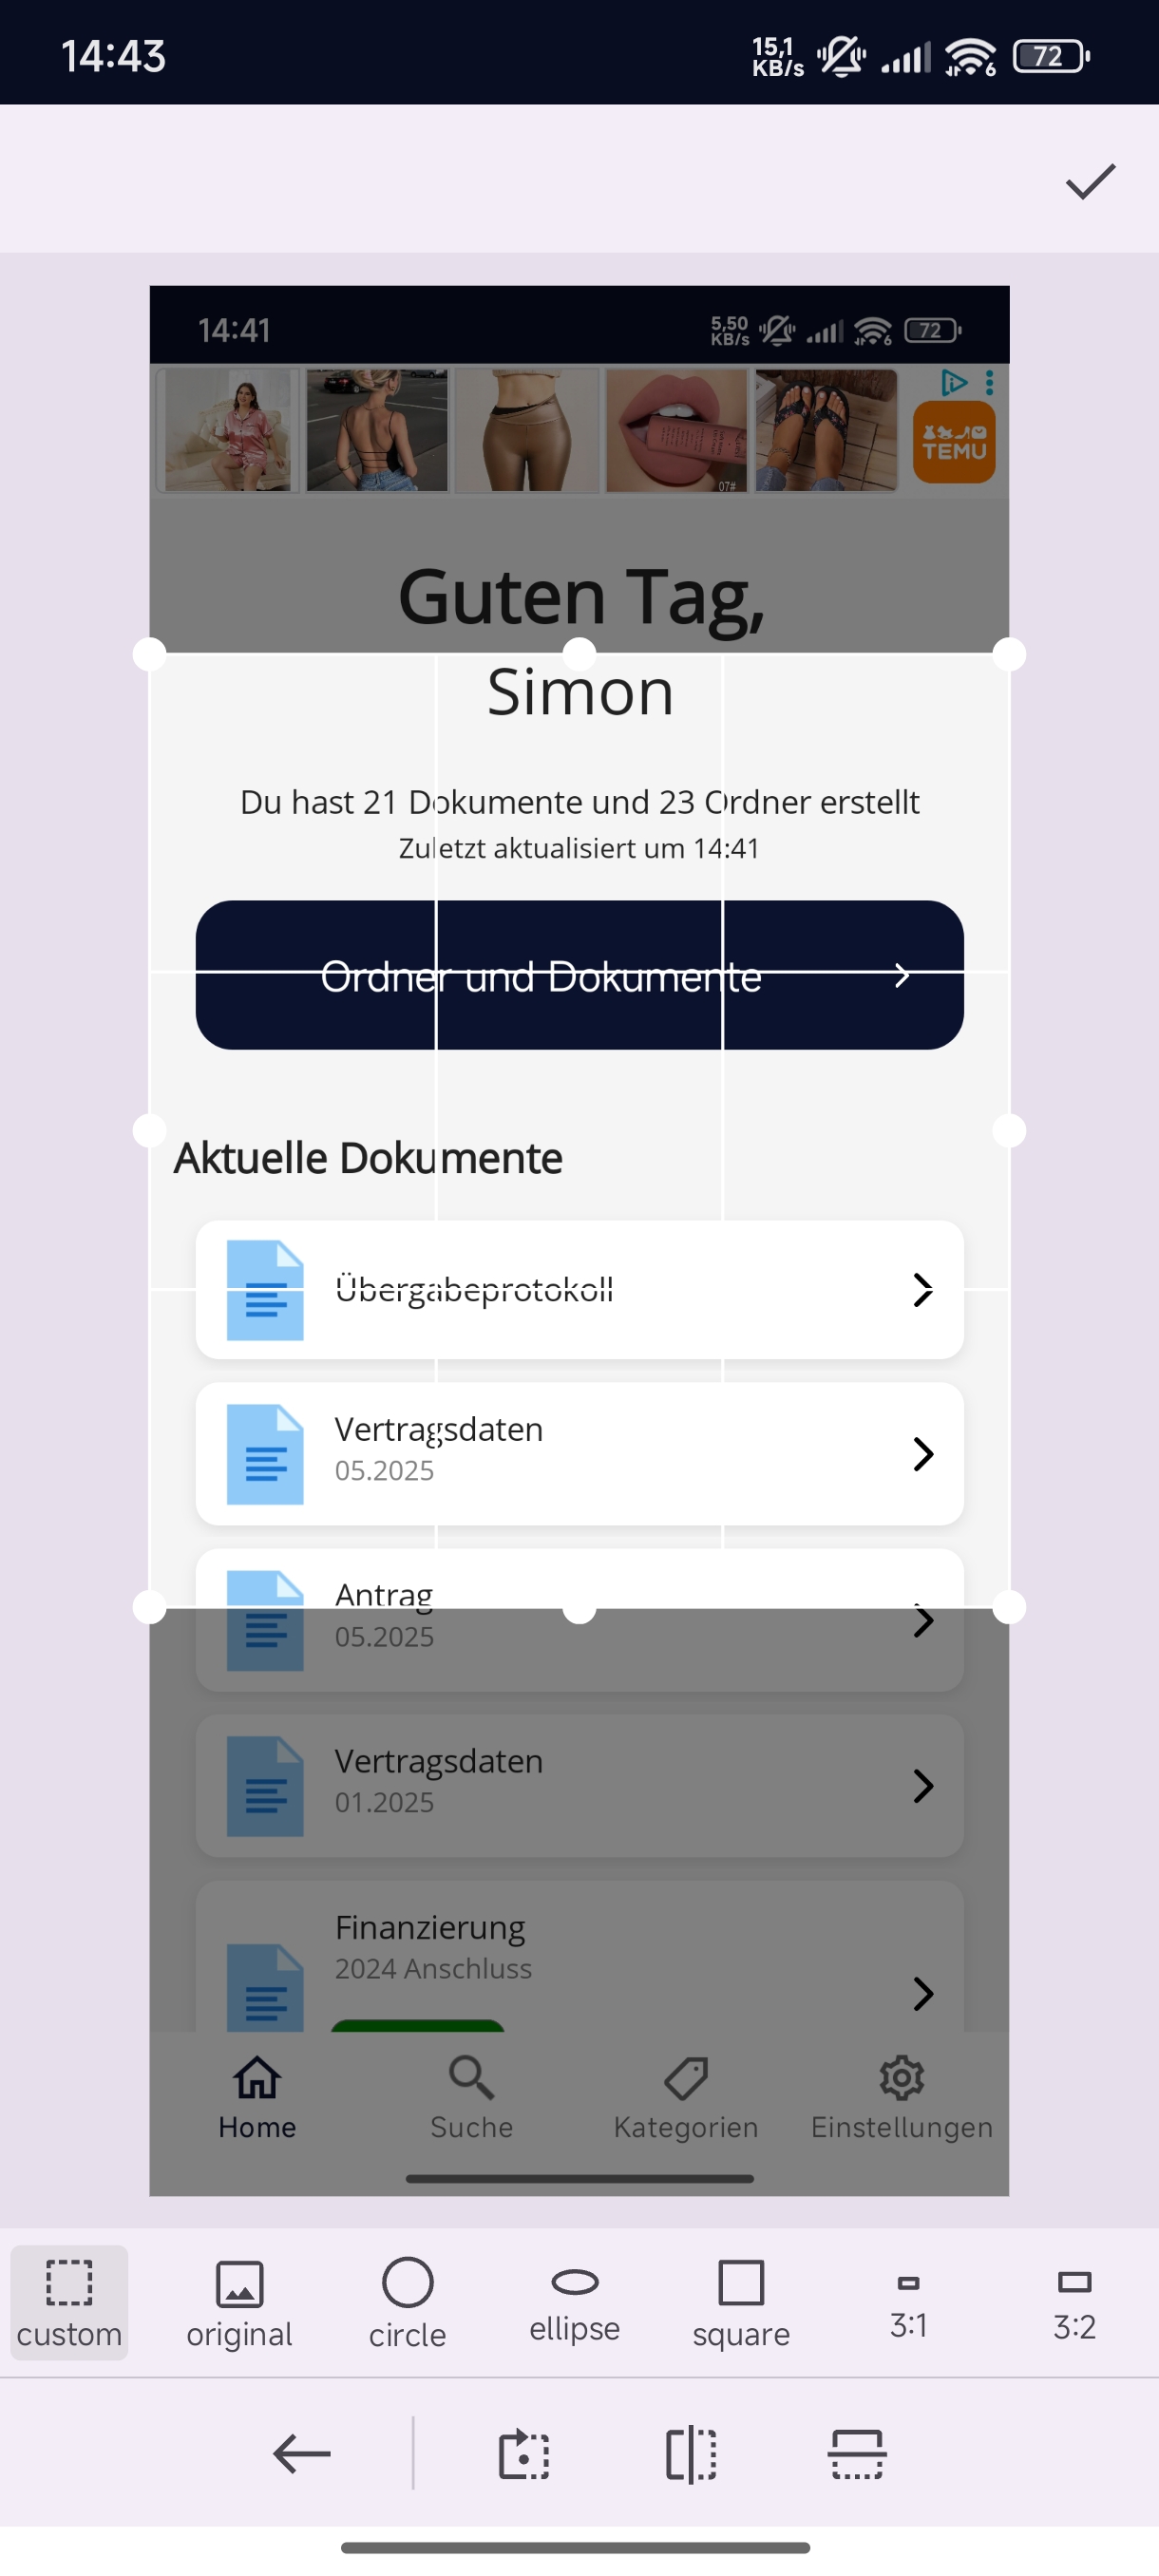 14:43
15,1
KB/s
6
72
14:41
5,50
KB/s
6
72
07#
TEMU
Guten Tag,
Simon
Du hast 21 Dokumente und 23 Ordner erstellt
Zuletzt aktualisiert um 14:41
Ordner und Dokumente
Aktuelle Dokumente
Übergabeprotokoll
Vertragsdaten
05.2025
Antrag
05.2025
Vertragsdaten
01.2025
Finanzierung
2024 Anschluss
Home
Suche
Kategorien
Einstellungen
custom
original
circle
ellipse
square
3:1
3:2